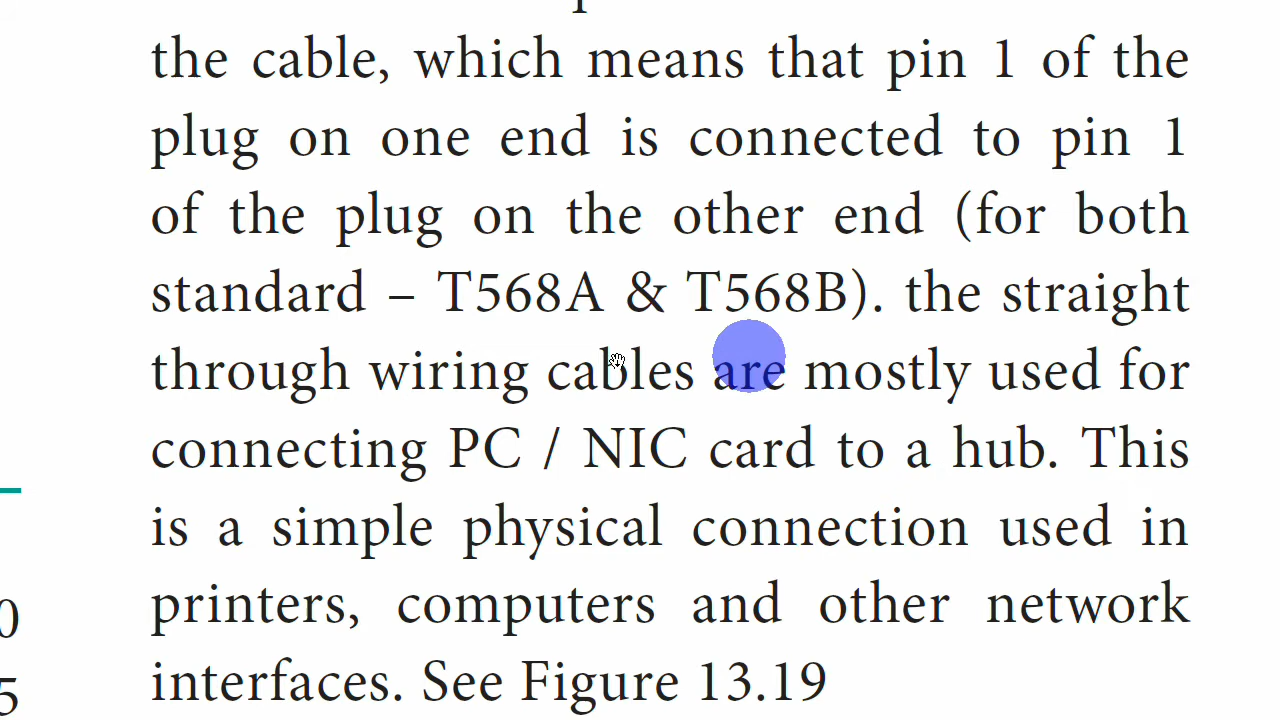 the cable, which means that pin 1 of the
plug on one end is connected to pin 1
of the plug on the other end (for both
standard – T568A & T568B). the straight
through wiring cables are mostly used for
connecting PC / NIC card to a hub. This
is a simple physical connection used in
printers, computers and other network
interfaces. See Figure 13.19
0
5